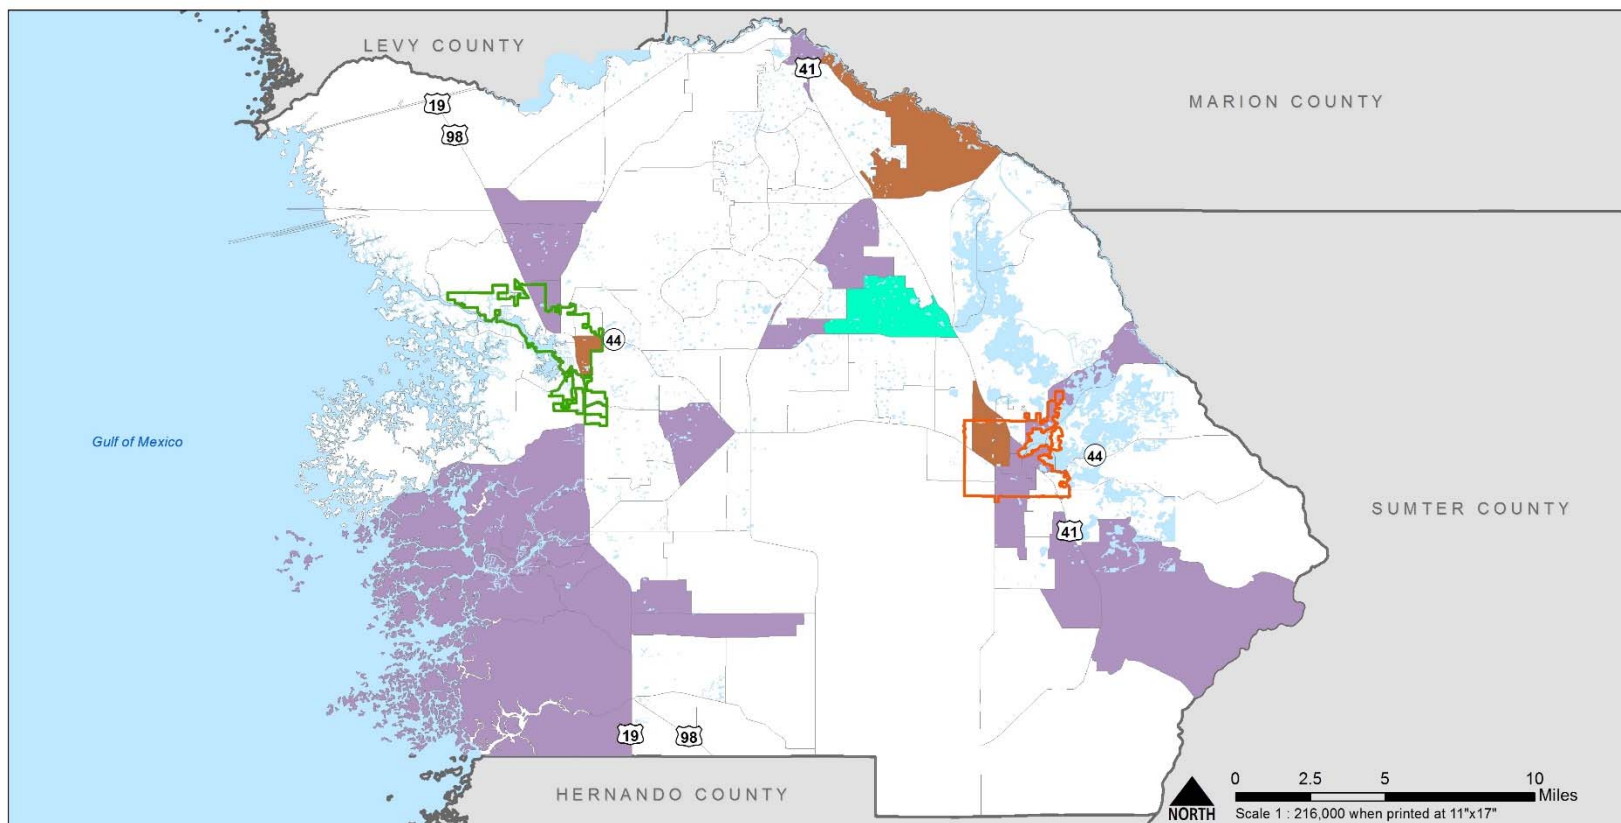 LEVY COUNTY
41
19
MARION COUNTY
98
44
Gulf of Mexico
44
SUMTER COUNTY
41
19
98
HERNANDO COUNTY
NORTH
0 2.5 5 10
Miles
Scale 1 : 216,000 when printed at 11"x17"